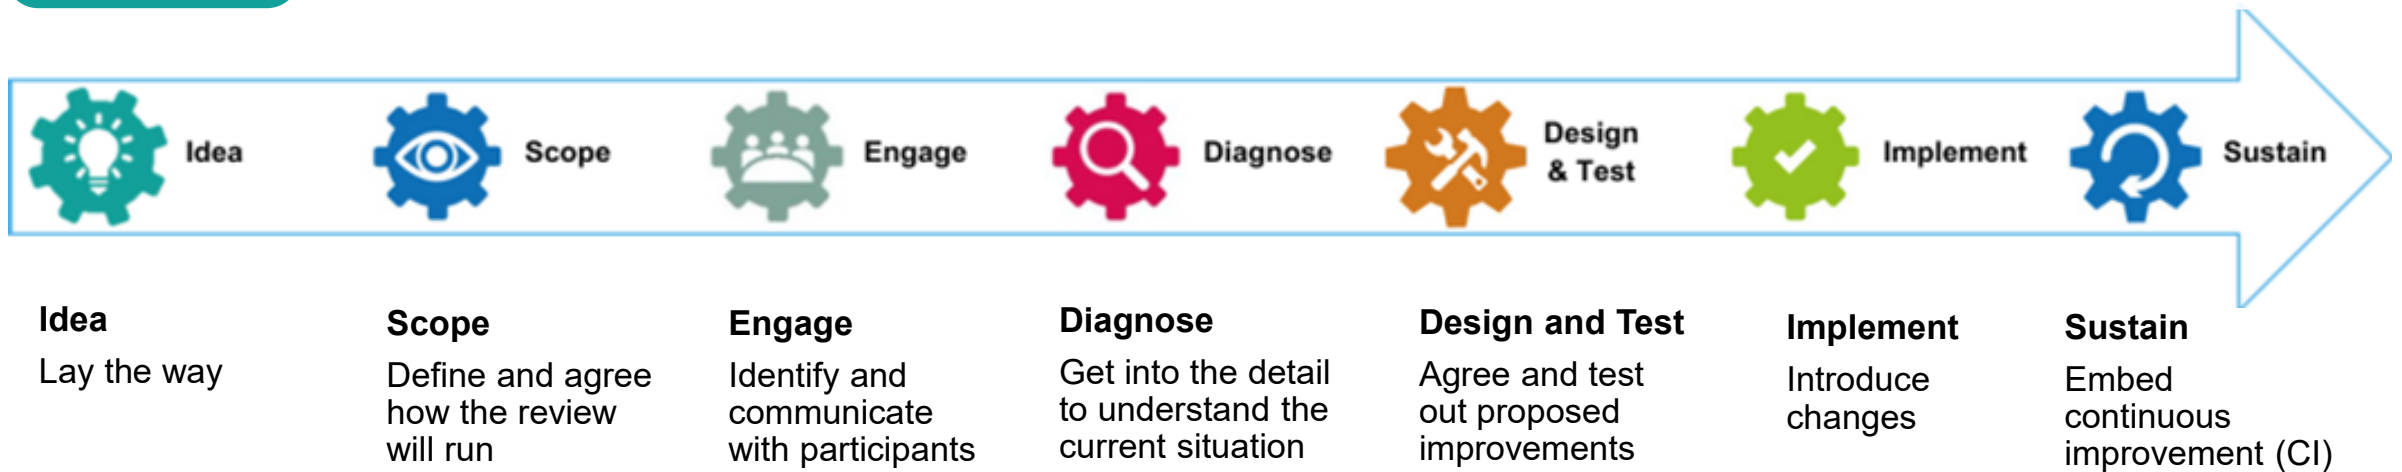 Idea
Scope
Engage
Diagnose
Design
& Test
Implement
Sustain
Idea
Lay the way
Scope
Define and agree
how the review
will run
Engage
Identify and
communicate
with participants
Diagnose
Get into the detail
to understand the
current situation
Design and Test
Agree and test
out proposed
improvements
Implement
Introduce
changes
Sustain
Embed
continuous
improvement (CI)